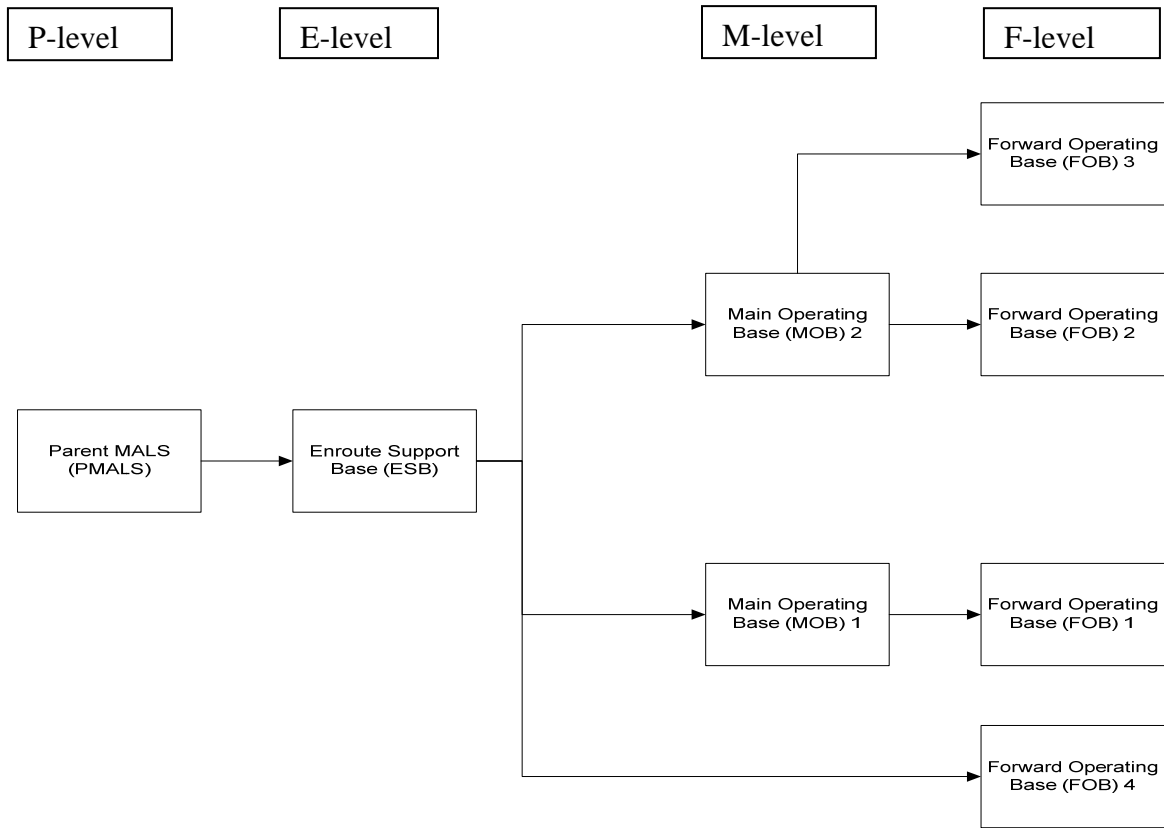 P-level
E-level
M-level
F-level
Forward Operating
Base (FOB) 3
Main Operating
Base (MOB) 2
Forward Operating
Base (FOB) 2
Parent MALS
(PMALS)
Enroute Support
Base (ESB)
Main Operating
Base (MOB) 1
Forward Operating
Base (FOB) 1
Forward Operating
Base (FOB) 4